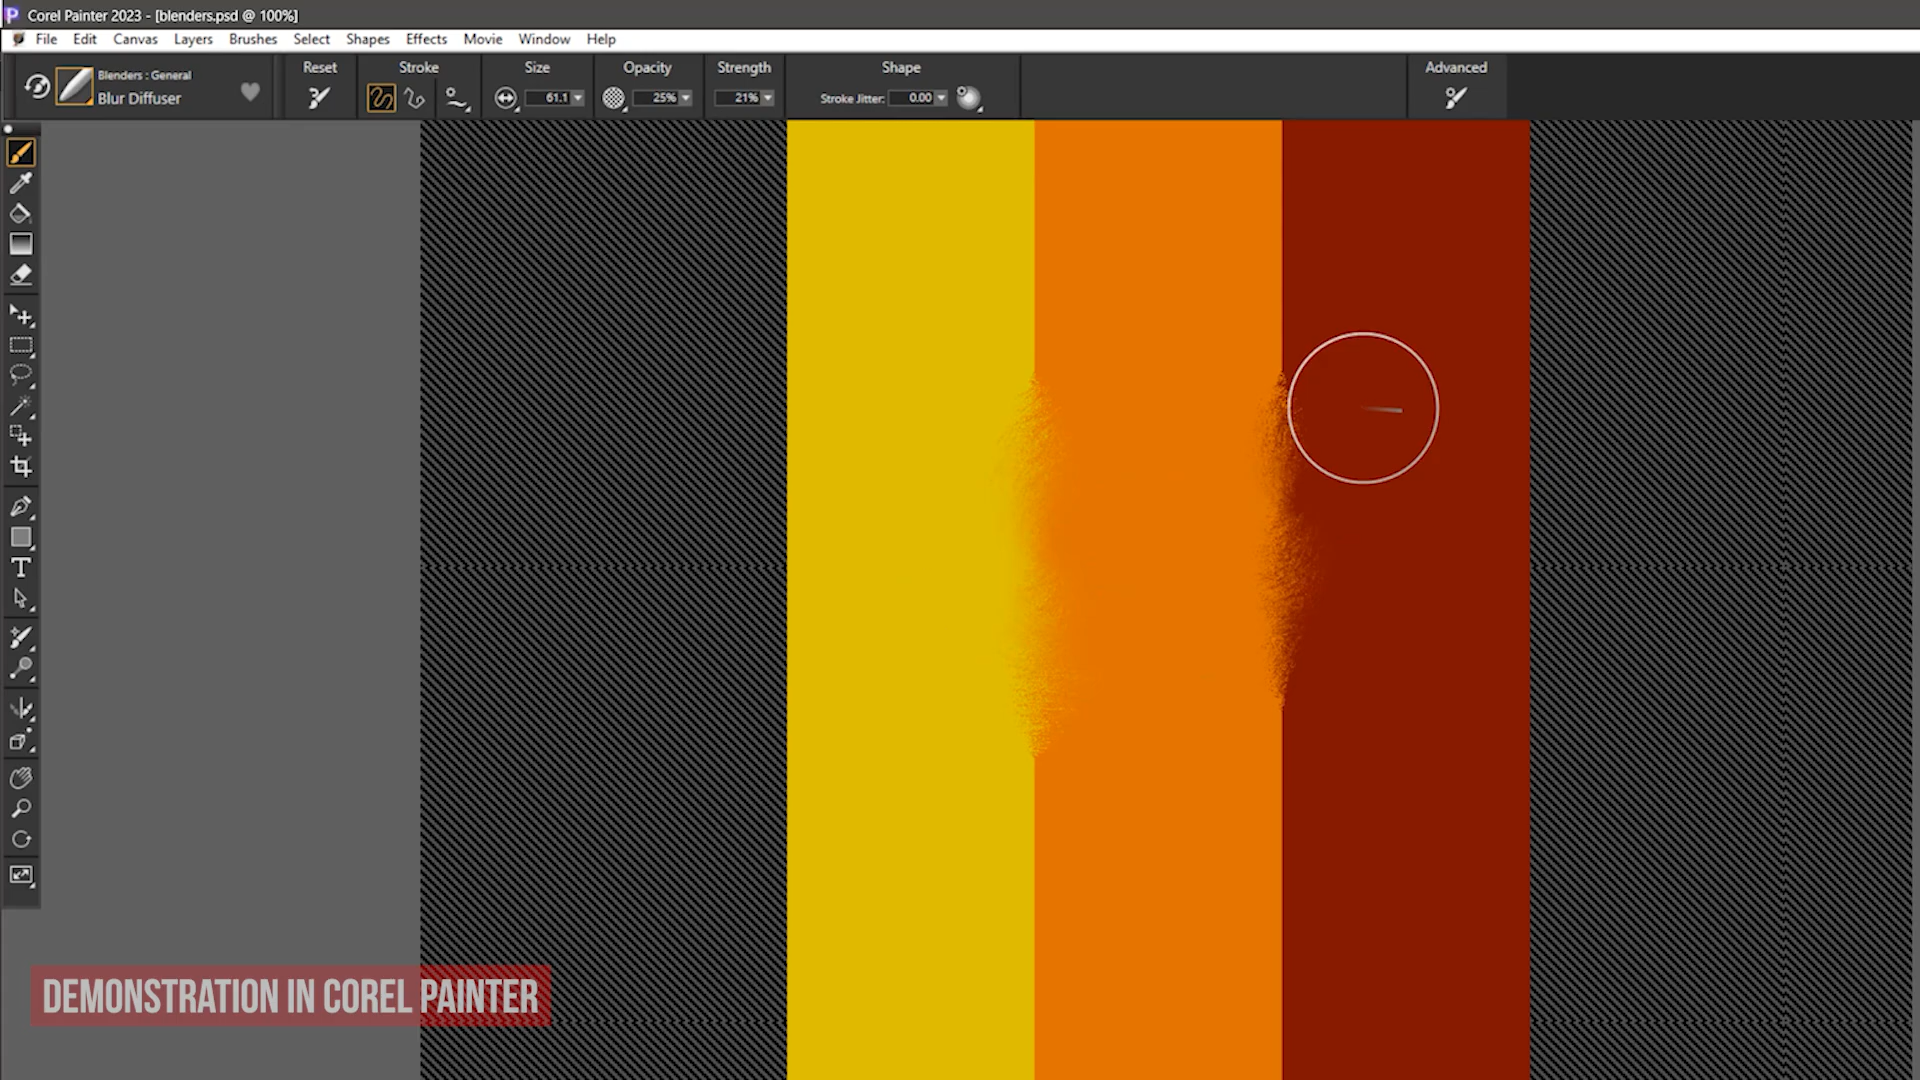 Corel Painter 2023 - [blenders.psd @ 100%]
File Edit Canvas Layers Brushes Select Shapes Effects Movie Window Help
Blenders : General
Blur Diffuser
Reset
Stroke
Size
61.1
Opacity
25%
Strength
21%
Shape
Stroke Jitter: 0.00
Advanced
DEMONSTRATION IN COREL PAINTER